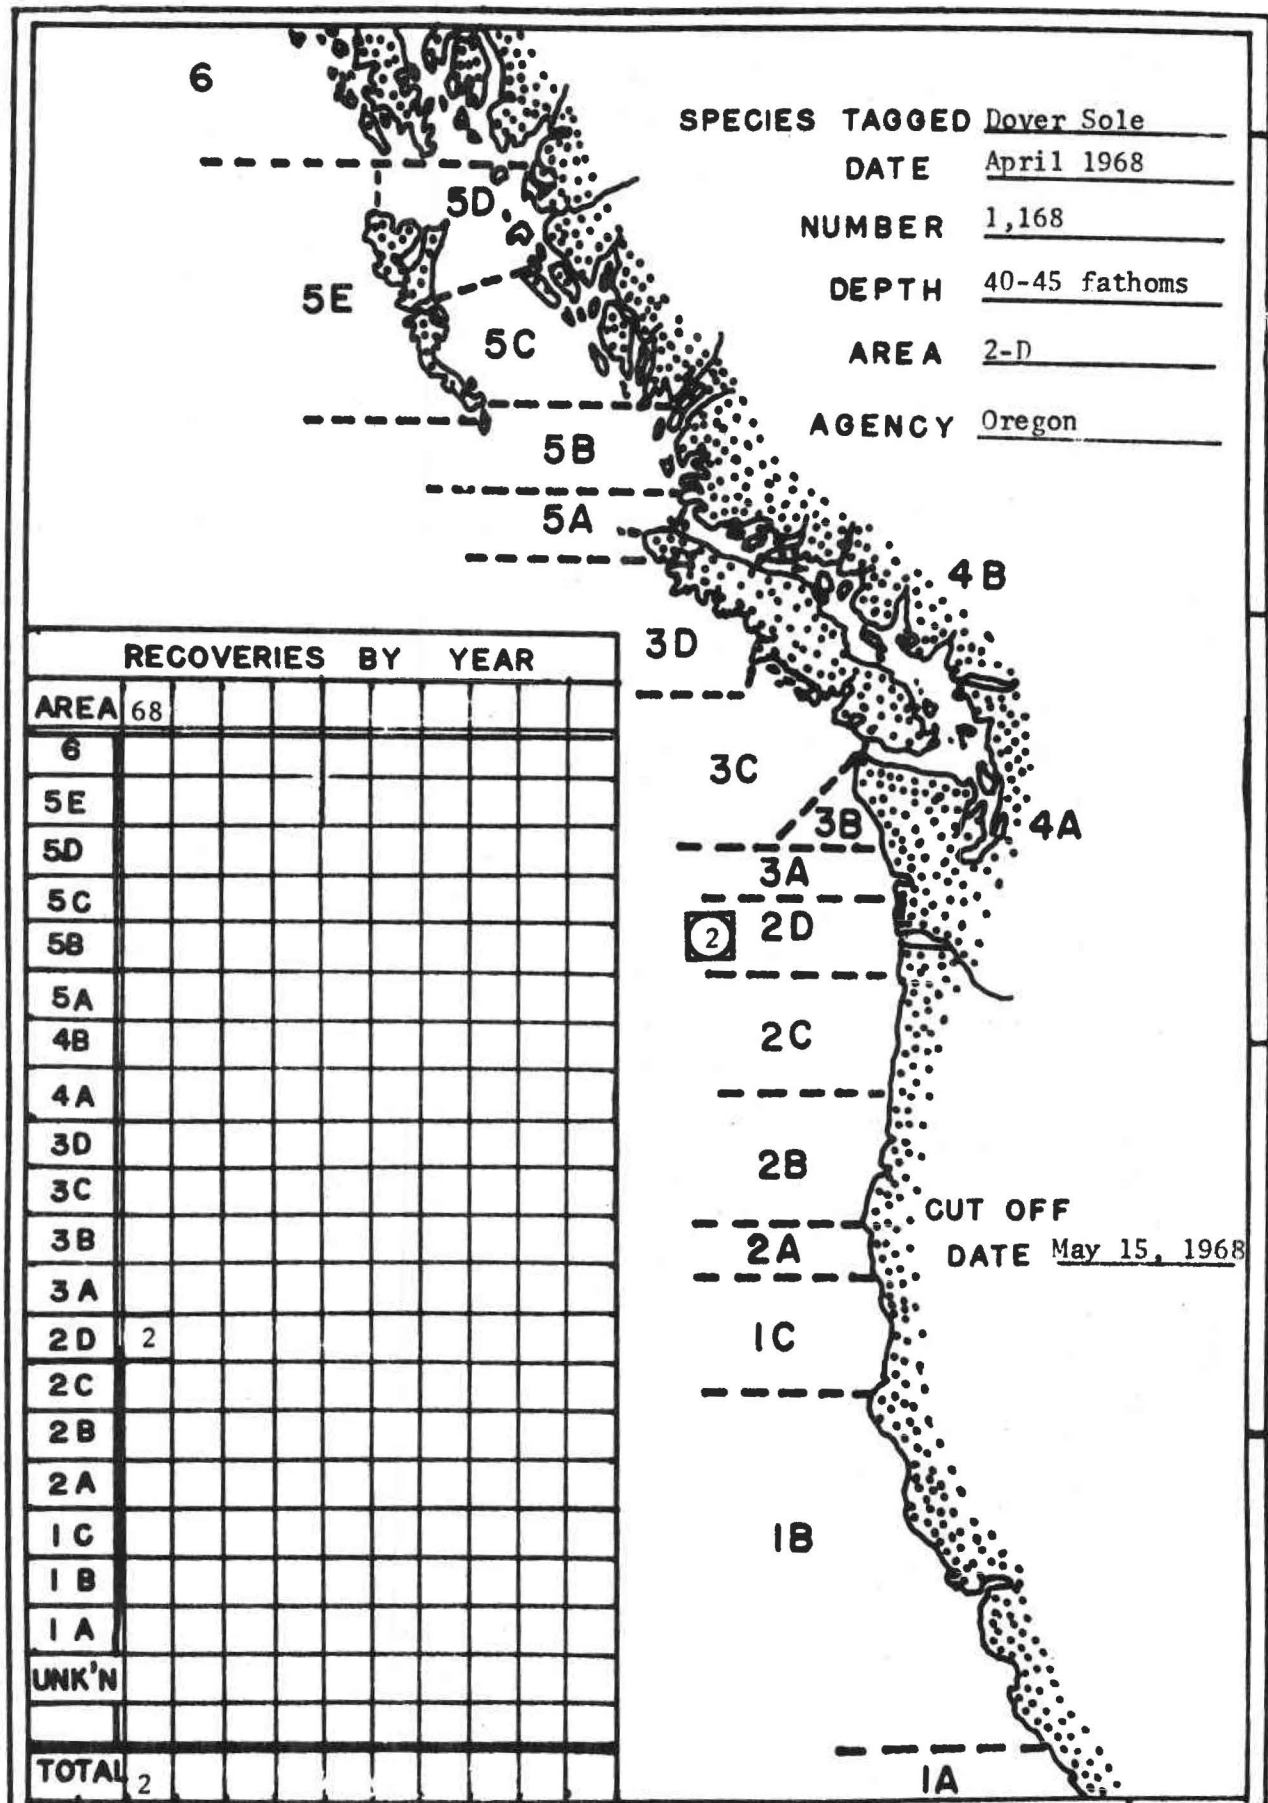 6
SPECIES TAGGED Dover Sole
DATE April 1968
NUMBER 1,168
DEPTH 40-45 fathoms
AREA 2-D
AGENCY Oregon
5D
5E
5C
5B
5A
4B
3D
3C
3B
4A
3A
2 2D
2C
2B
CUT OFF
DATE May 15, 1968
2A
1C
1B
1A
RECOVERIES BY YEAR
AREA 68
6
5E
5D
5C
5B
5A
4B
4A
3D
3C
3B
3A
2D 2
2C
2B
2A
1C
1B
1A
UNK'N
TOTAL 2